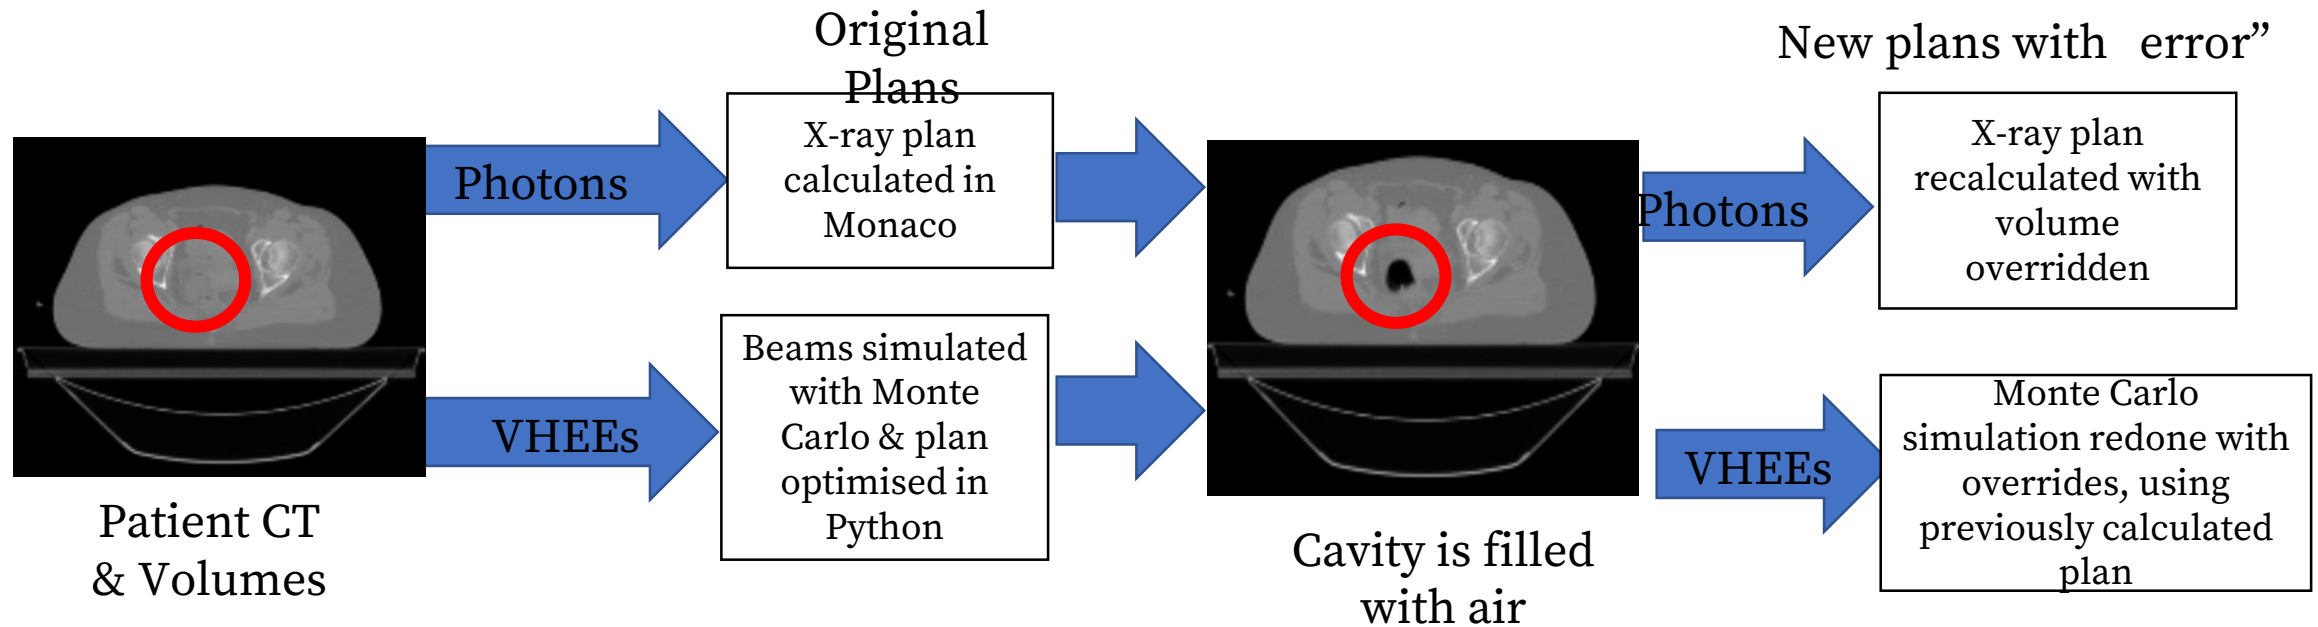 Original
Plans
New plans with error”
Photons
X-ray plan
calculated in
Monaco
Photons
X-ray plan
recalculated with
volume
overridden
VHEEs
Beams simulated
with Monte
Carlo & plan
optimised in
Python
VHEEs
Monte Carlo
simulation redone with
overrides, using
previously calculated
plan
Patient CT
& Volumes
Cavity is filled
with air